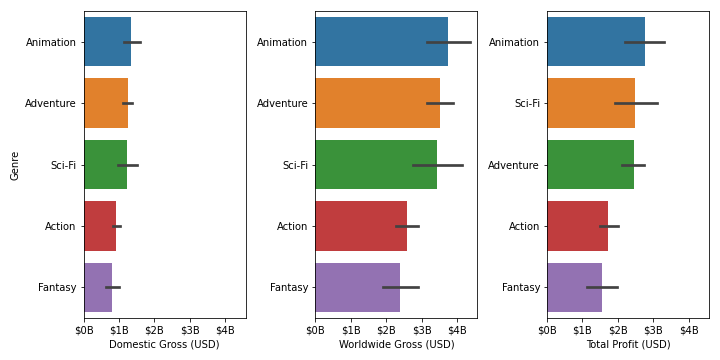 Genre
Animation
Adventure
Sci-Fi
Action
Fantasy
$0B $1B $2B $3B $4B
Domestic Gross (USD)
Animation
Adventure
Sci-Fi
Action
Fantasy
$0B $1B $2B $3B $4B
Worldwide Gross (USD)
Animation
Sci-Fi
Adventure
Action
Fantasy
$0B $1B $2B $3B $4B
Total Profit (USD)